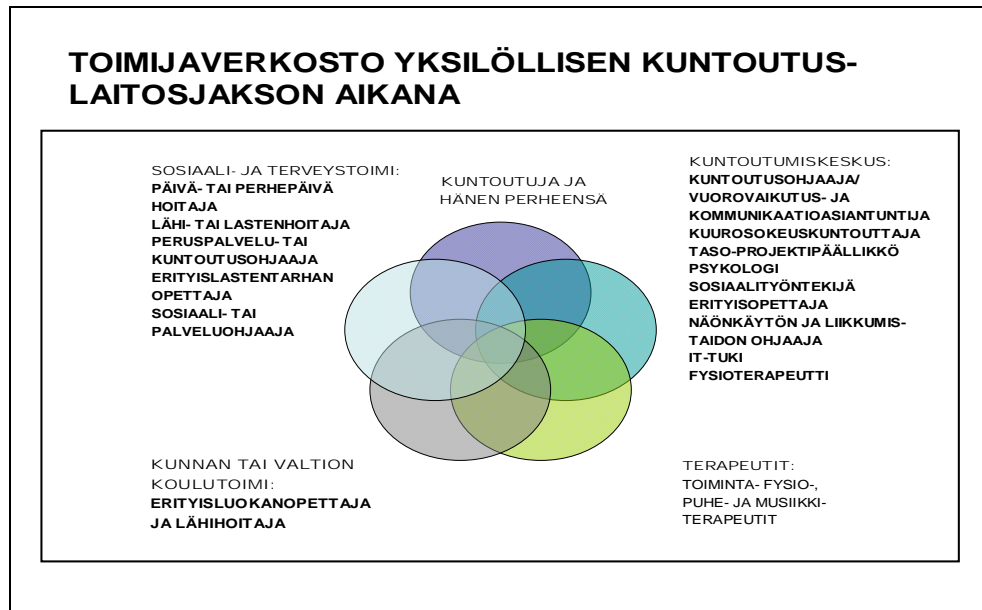 TOIMIJAVERKOSTO YKSILÖLLISEN KUNTOUTUS-
LAITOSJAKSON AIKANA
SOSIAALI- JA TERVEYSTOIMI:
PÄIVÄ- TAI PERHEPÄIVÄ
HOITAJA
LÄHI- TAI LASTENHOITAJA
PERUSPALVELU- TAI
KUNTOUTUSOHJAAJA
ERITYISLASTENTARHAN
OPETTAJA
SOSIAALI- TAI
PALVELUOHJAAJA
KUNTOUTUJA JA
HÄNEN PERHEENSÄ
KUNTOUTUMISKESKUS:
KUNTOUTUSOHJAAJA/
VUOROVAIKUTUS- JA
KOMMUNIKAATIOASIANTUNTIJA
KUUROSOKEUSKUNTOUTTAJA
TASO-PROJEKTIPÄÄLLIKKÖ
PSYKOLOGI
SOSIAALITYÖNTEKIJÄ
ERITYISOPETTAJA
NÄÖNKÄYTÖN JA LIIKKUMIS-
TAIDON OHJAAJA
IT-TUKI
FYSIOTERAPEUTTI
KUNNAN TAI VALTION
KOULUTOIMI:
ERITYISLUOKANOPETTAJA
JA LÄHIHOITAJA
TERAPEUTIT:
TOIMINTA- FYSIO-,
PUHE- JA MUSIIKKI-
TERAPEUTIT